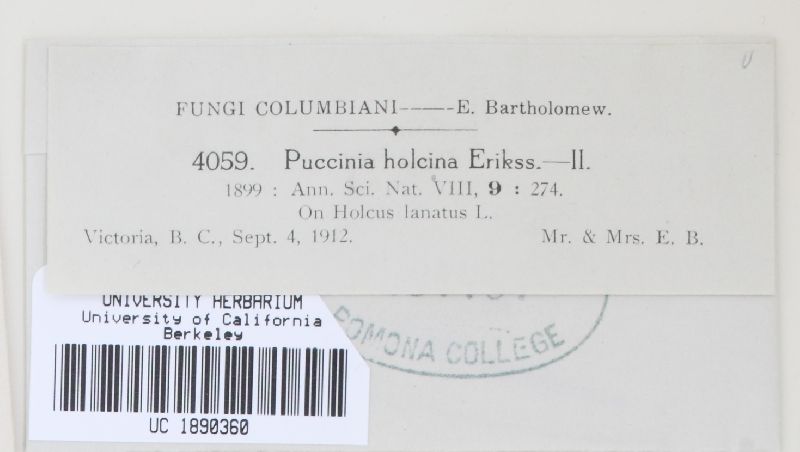 FUNGI COLUMBIANI——E. Bartholomew.
4059. Puccinia holcina Erikss.—II.
1899 : Ann. Sci. Nat. VIII, 9 : 274.
On Holcus lanatus L.
Victoria, B. C., Sept. 4, 1912. Mr. & Mrs. E. B.
UNIVERSITY HERBARIUM
University of California
Berkeley
UC 1890360
POMONA COLLEGE